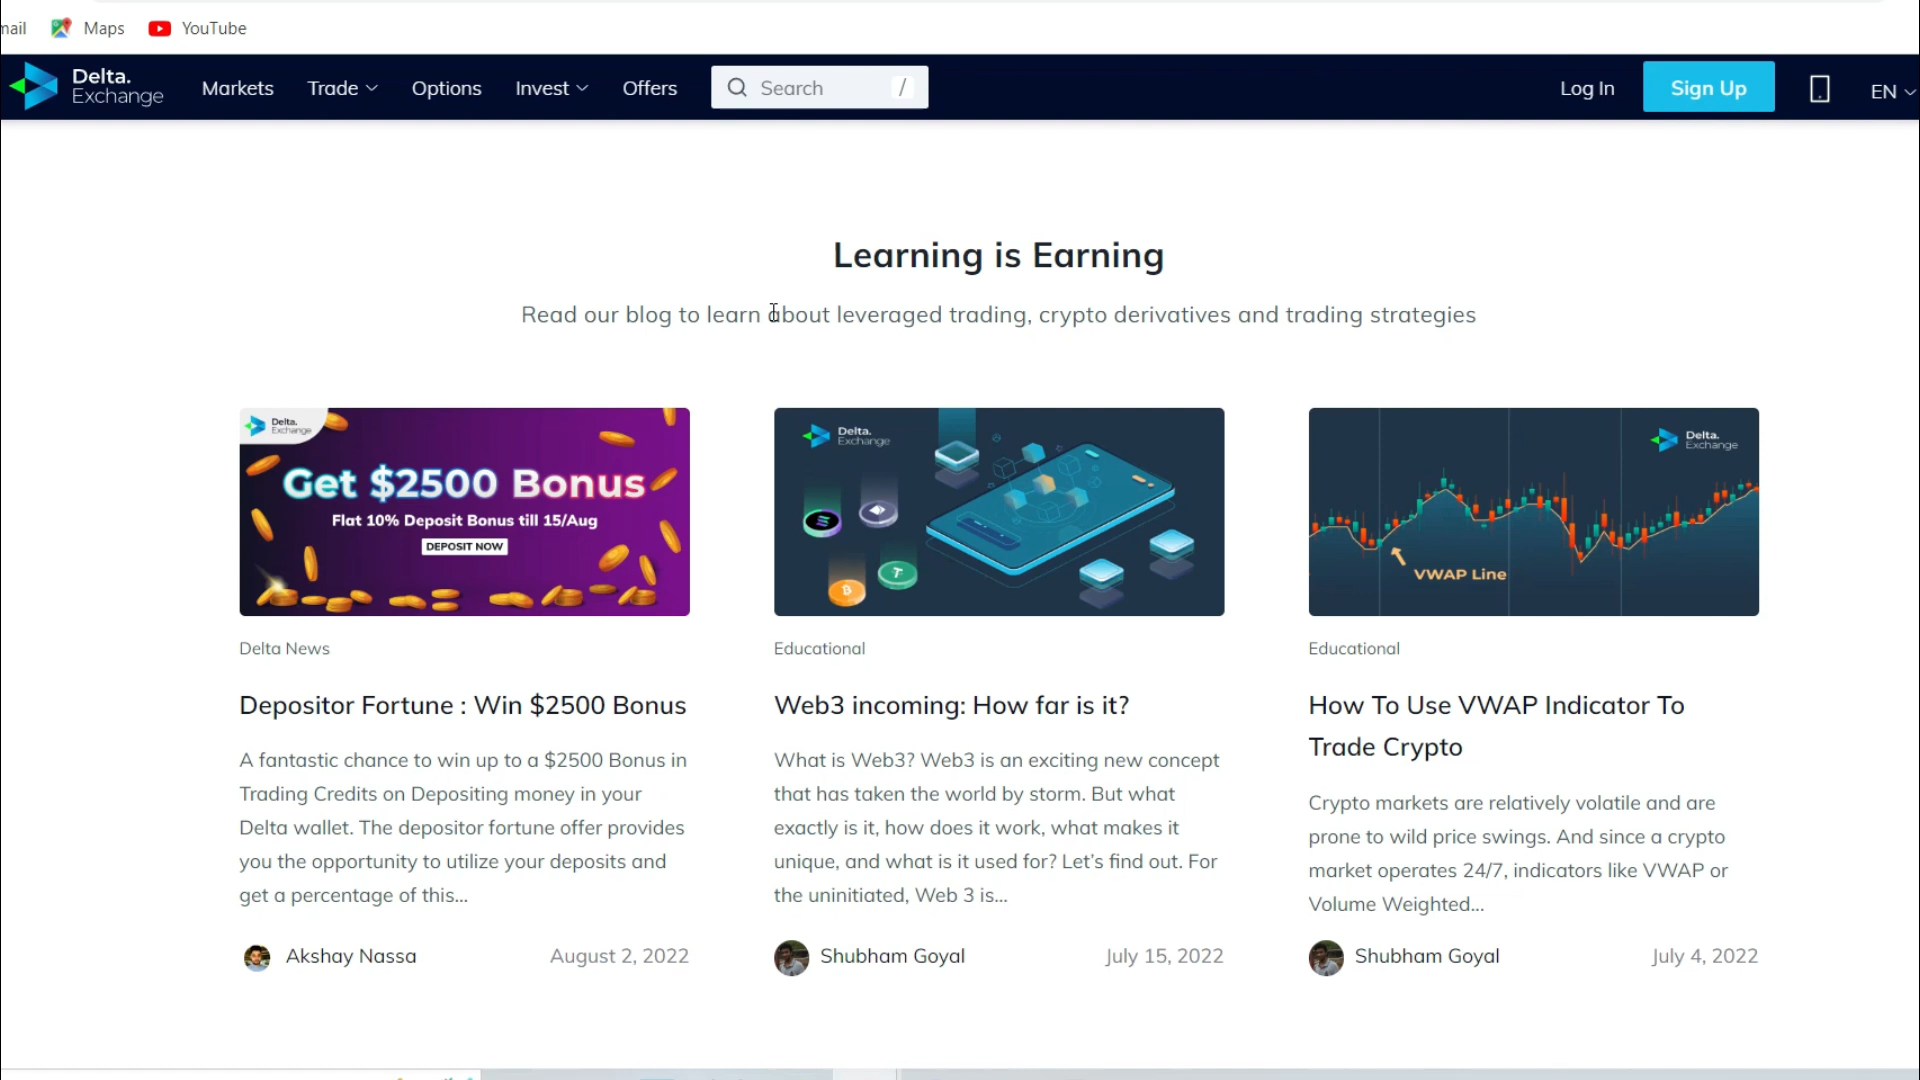 mail Maps YouTube
Delta.
Exchange
Markets Trade Options Invest Offers Search / Log In Sign Up EN
Learning is Earning
Read our blog to learn about leveraged trading, crypto derivatives and trading strategies
Delta.
Exchange
Get $2500 Bonus
Flat 10% Deposit Bonus till 15/Aug
DEPOSIT NOW
Delta News
Depositor Fortune : Win $2500 Bonus
A fantastic chance to win up to a $2500 Bonus in
Trading Credits on Depositing money in your
Delta wallet. The depositor fortune offer provides
you the opportunity to utilize your deposits and
get a percentage of this...
Akshay Nassa August 2, 2022
Delta.
Exchange
Educational
Web3 incoming: How far is it?
What is Web3? Web3 is an exciting new concept
that has taken the world by storm. But what
exactly is it, how does it work, what makes it
unique, and what is it used for? Let's find out. For
the uninitiated, Web 3 is...
Shubham Goyal July 15, 2022
Delta.
Exchange
VWAP Line
Educational
How To Use VWAP Indicator To
Trade Crypto
Crypto markets are relatively volatile and are
prone to wild price swings. And since a crypto
market operates 24/7, indicators like VWAP or
Volume Weighted...
Shubham Goyal July 4, 2022